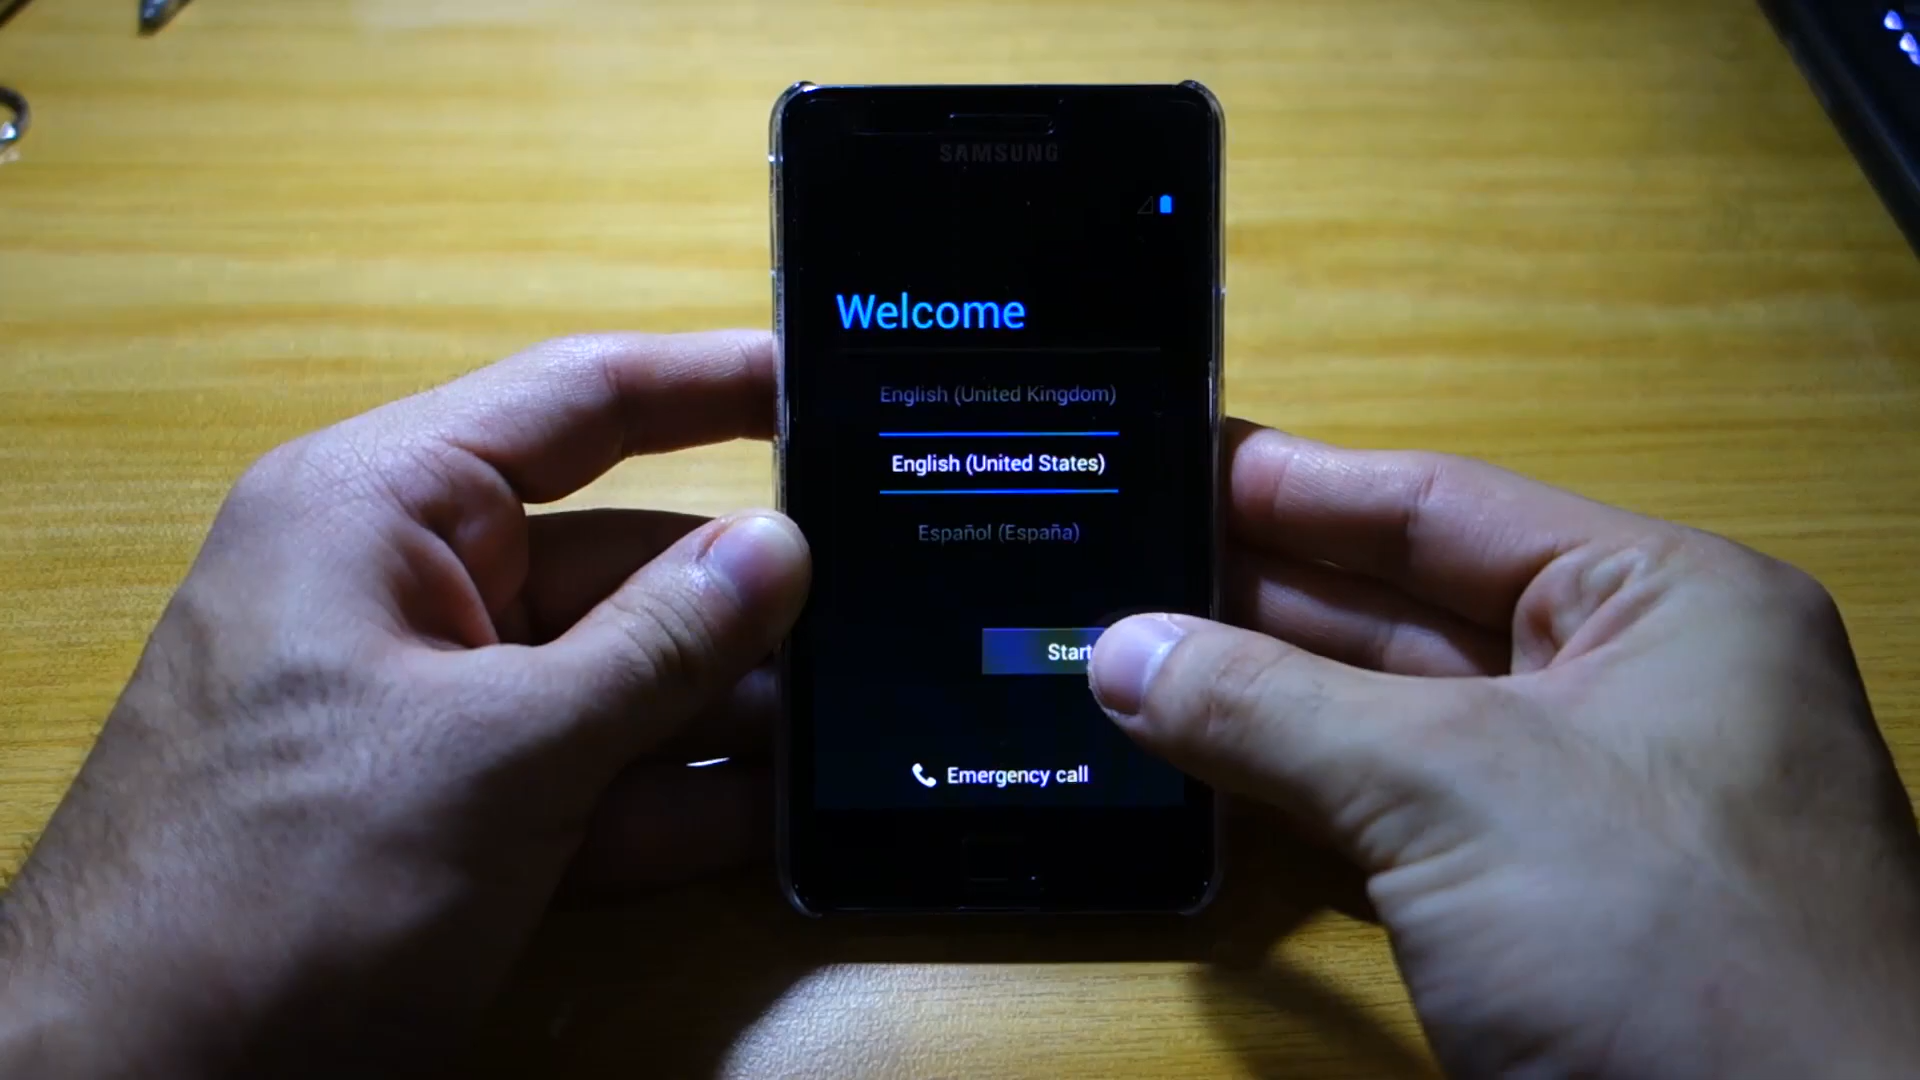 SAMSUNG
Welcome
English (United Kingdom)
English (United States)
Español (España)
Start
Emergency call